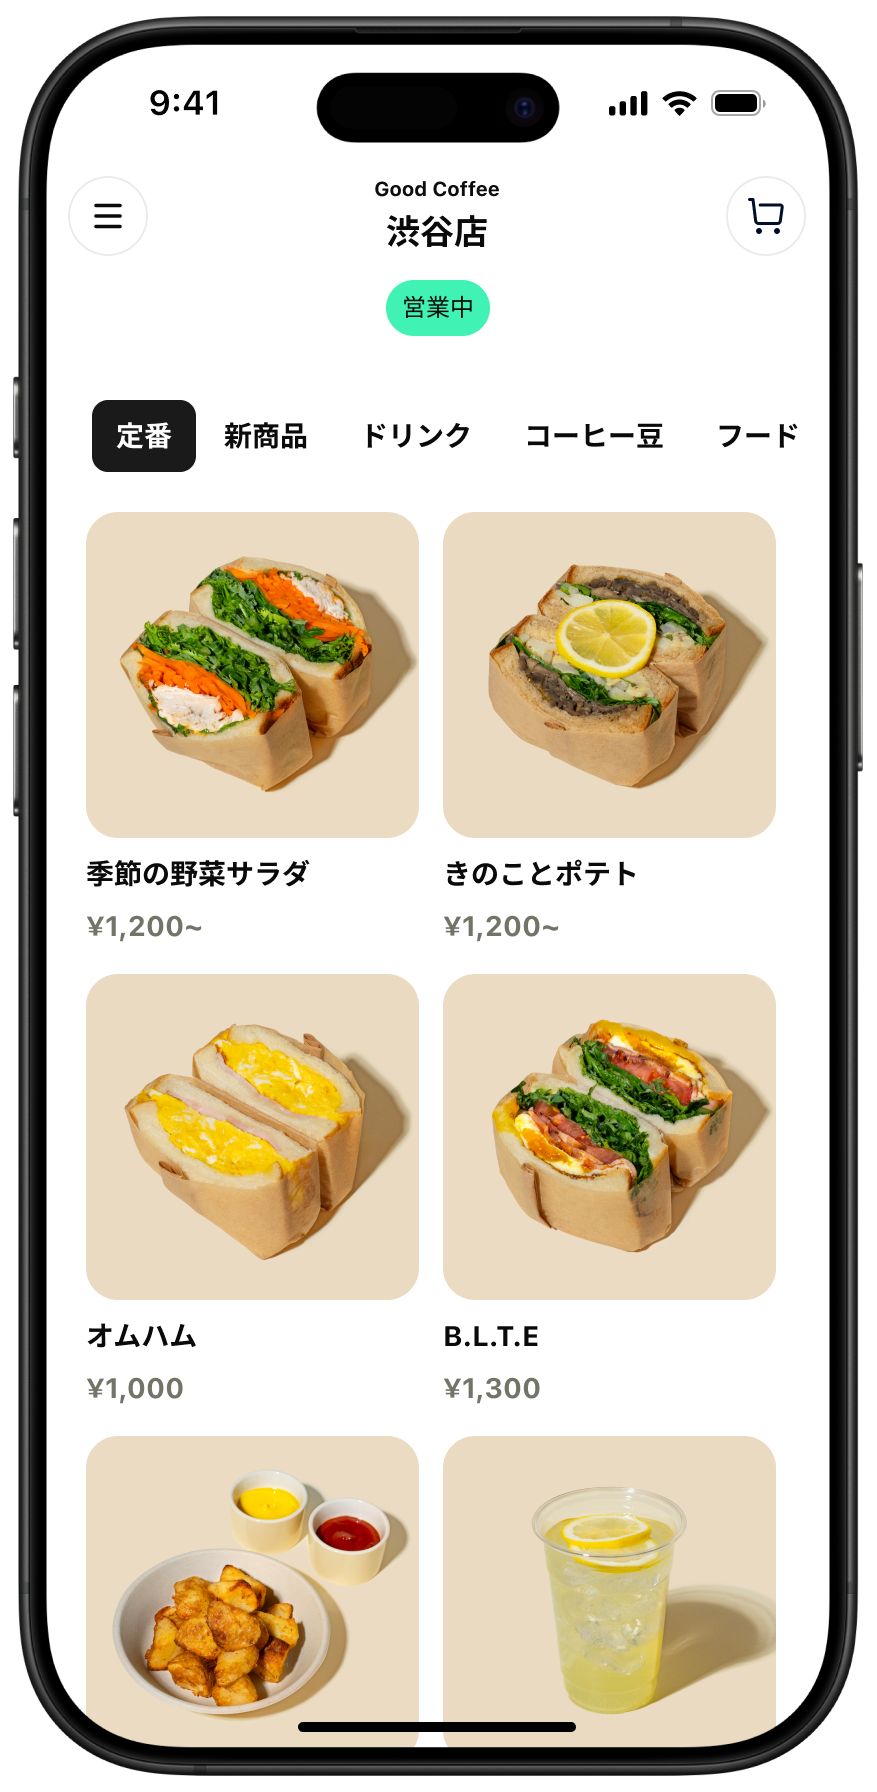 9:41
Good Coffee
渋谷店
営業中
定番 新商品 ドリンク コーヒー豆 フード
季節の野菜サラダ きのことポテト
¥1,200~ ¥1,200~
オムハム B.L.T.E
¥1,000 ¥1,300